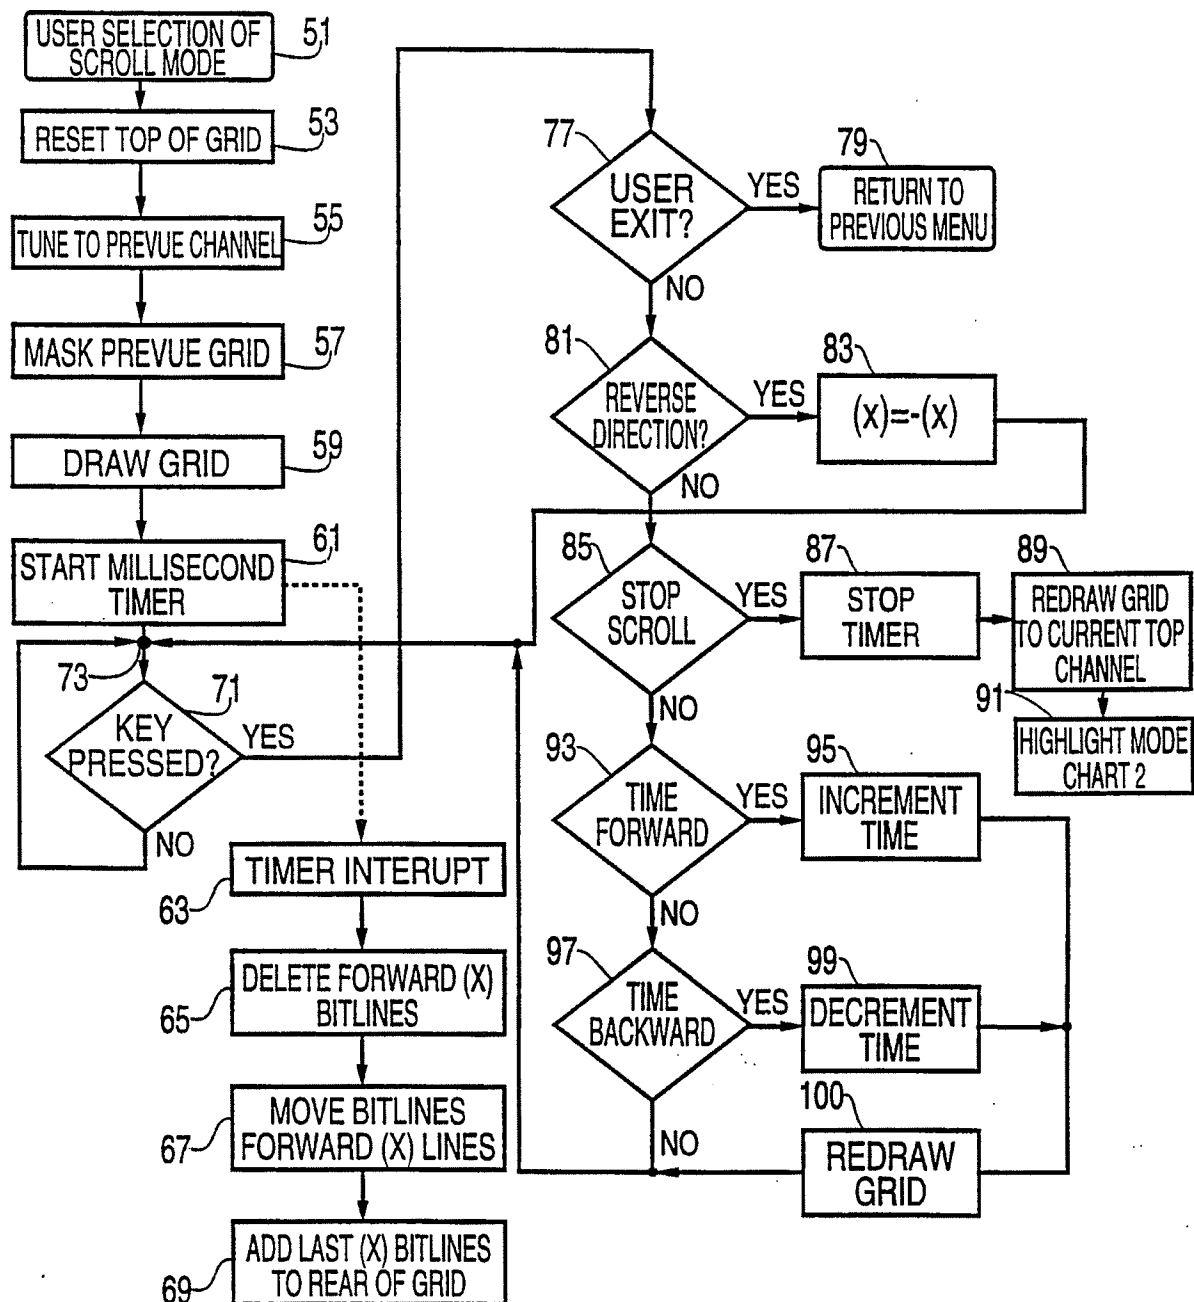 USER SELECTION OF
SCROLL MODE
51
RESET TOP OF GRID
53
TUNE TO PREVUE CHANNEL
55
MASK PREVUE GRID
57
DRAW GRID
59
START MILLISECOND
TIMER
61
73
71
KEY
PRESSED?
YES
NO
TIMER INTERUPT
63
DELETE FORWARD (X)
BITLINES
65
MOVE BITLINES
FORWARD (X) LINES
67
ADD LAST (X) BITLINES
TO REAR OF GRID
69
77
USER
EXIT?
YES
NO
79
RETURN TO
PREVIOUS MENU
81
REVERSE
DIRECTION?
YES
NO
83
(X)=-(X)
85
STOP
SCROLL
YES
NO
87
STOP
TIMER
89
REDRAW GRID
TO CURRENT TOP
CHANNEL
91
HIGHLIGHT MODE
CHART 2
93
TIME
FORWARD
YES
NO
95
INCREMENT
TIME
97
TIME
BACKWARD
YES
NO
99
DECREMENT
TIME
100
REDRAW
GRID